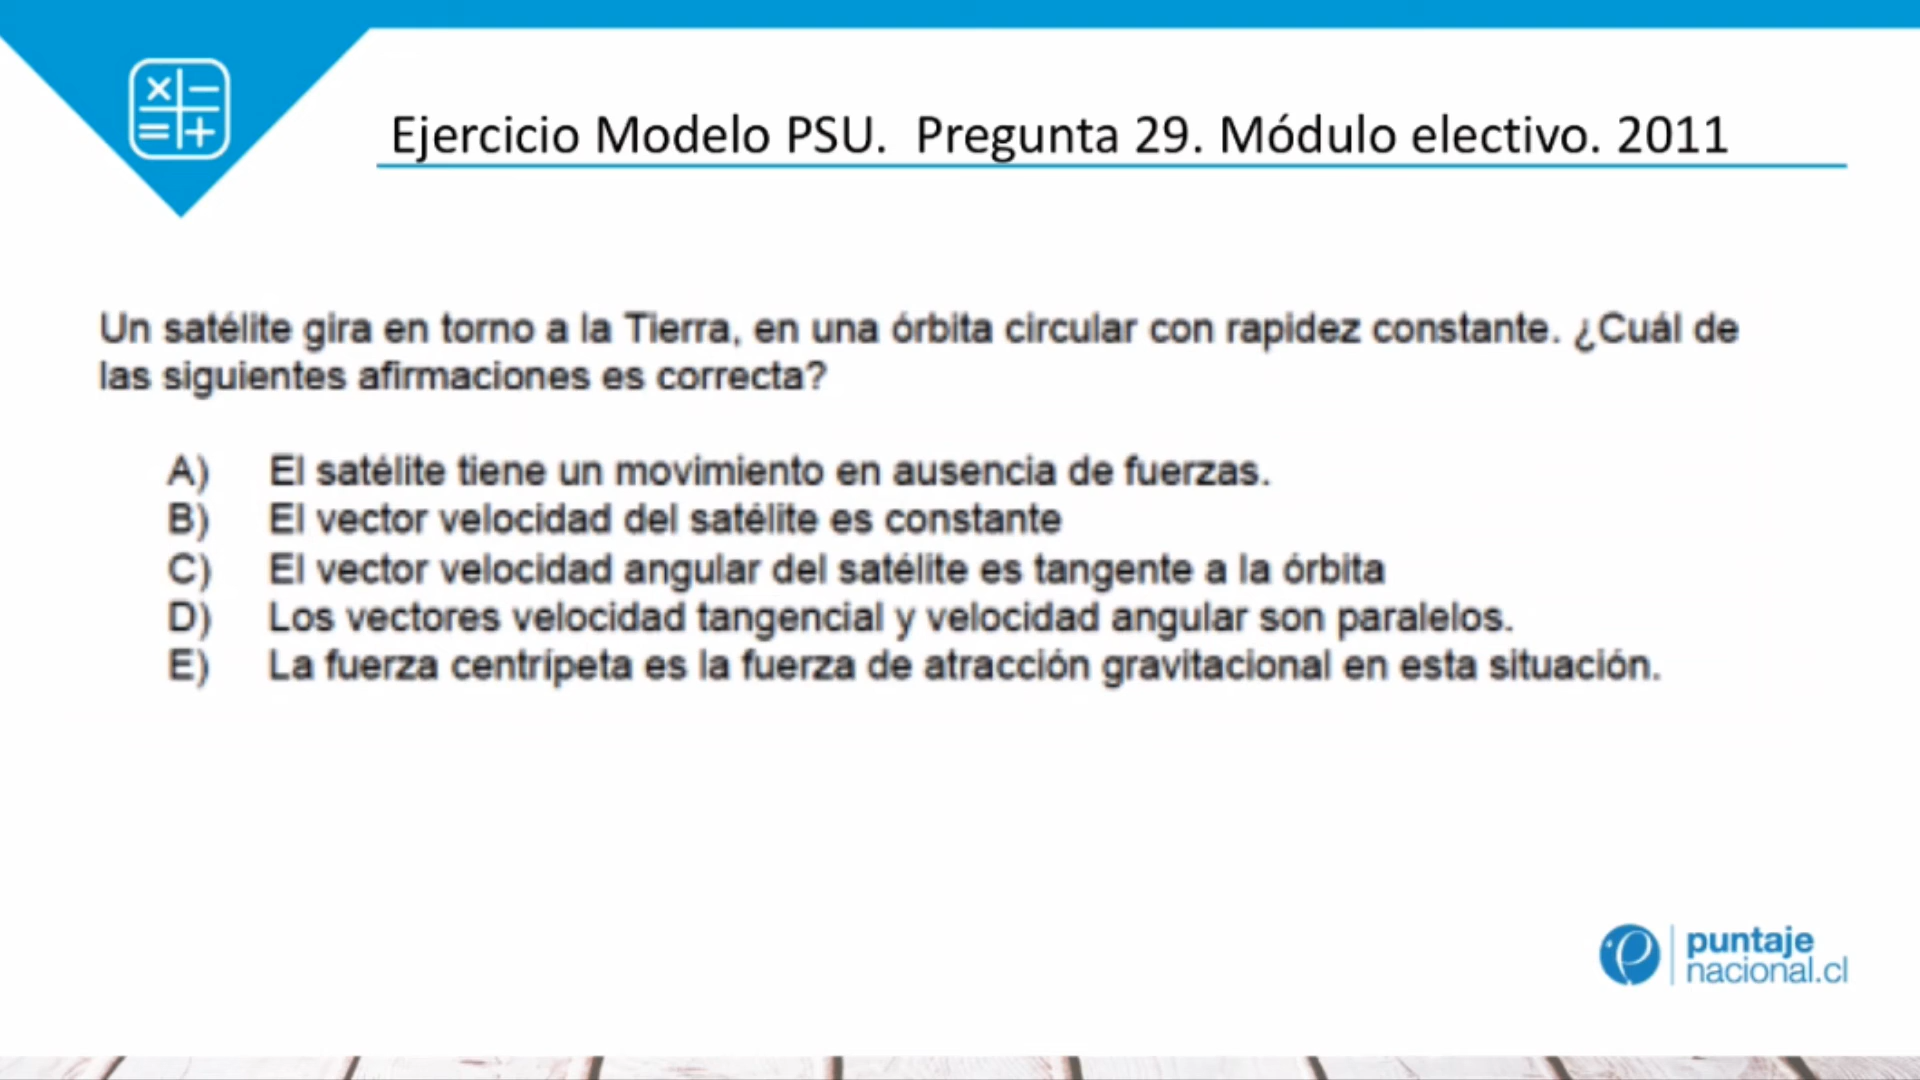 Ejercicio Modelo PSU.  Pregunta 29. Módulo electivo. 2011
Un satélite gira en torno a la Tierra, en una órbita circular con rapidez constante. ¿Cuál de
las siguientes afirmaciones es correcta?
A) El satélite tiene un movimiento en ausencia de fuerzas.
B) El vector velocidad del satélite es constante
C) El vector velocidad angular del satélite es tangente a la órbita
D) Los vectores velocidad tangencial y velocidad angular son paralelos.
E) La fuerza centrípeta es la fuerza de atracción gravitacional en esta situación.
puntaje
nacional.cl